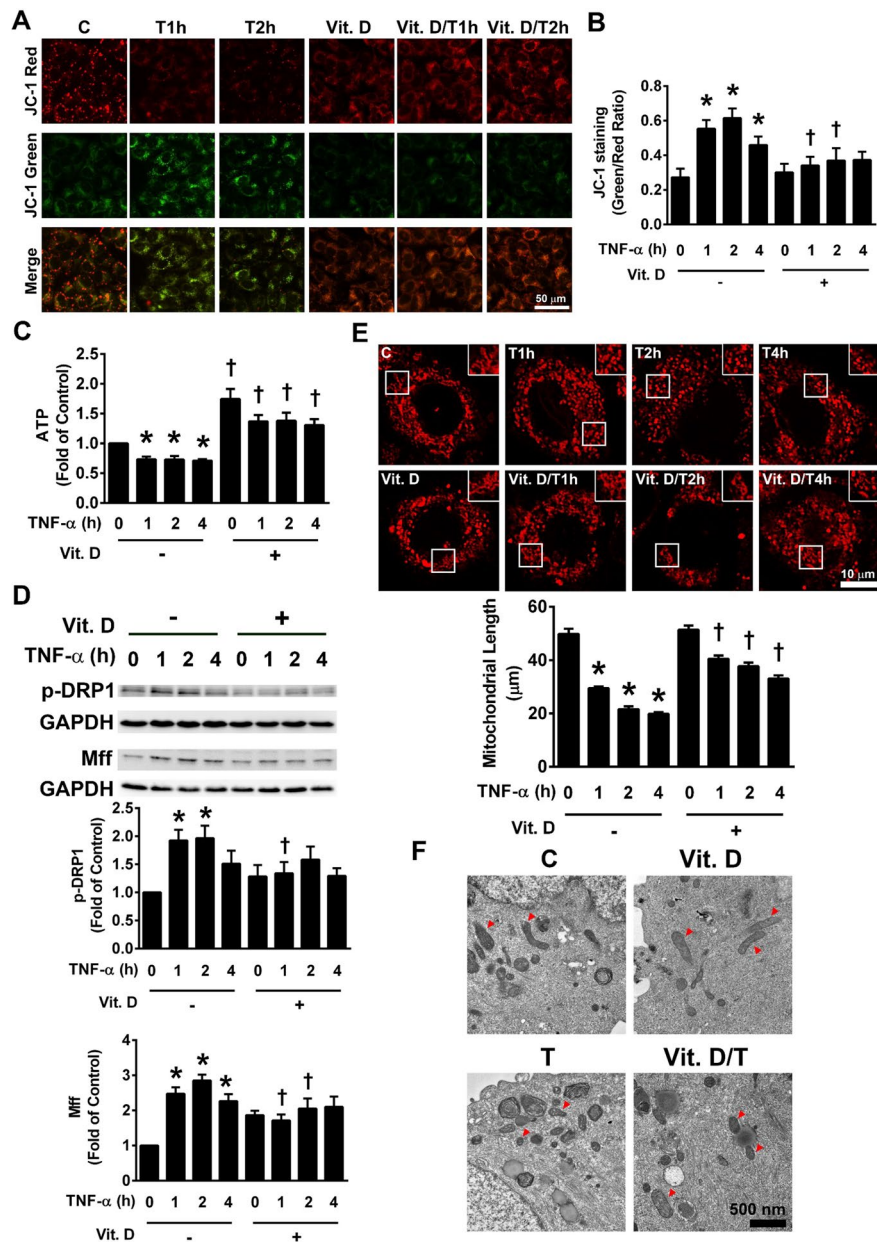 A
C T1h T2h Vit. D Vit. D/T1h Vit. D/T2h
JC-1 Red
JC-1 Green
Merge
50 μm
B
JC-1 staining
(Green/Red Ratio)
0.8
0.6
0.4
0.2
0.0
* * * † †
TNF-α (h) 0 1 2 4 0 1 2 4
Vit. D - +
C
ATP
(Fold of Control)
2.5
2.0
1.5
1.0
0.5
0.0
* * * † † † †
TNF-α (h) 0 1 2 4 0 1 2 4
Vit. D - +
D
Vit. D - +
TNF-α (h) 0 1 2 4 0 1 2 4
p-DRP1
GAPDH
Mff
GAPDH
p-DRP1
(Fold of Control)
2.5
2.0
1.5
1.0
0.5
0.0
* * †
TNF-α (h) 0 1 2 4 0 1 2 4
Vit. D - +
Mff
(Fold of Control)
4
3
2
1
0
* * * † †
TNF-α (h) 0 1 2 4 0 1 2 4
Vit. D - +
E
C T1h T2h T4h
Vit. D Vit. D/T1h Vit. D/T2h Vit. D/T4h
10 μm
Mitochondrial Length
(μm)
60
40
20
0
* * * † † †
TNF-α (h) 0 1 2 4 0 1 2 4
Vit. D - +
F
C Vit. D
T Vit. D/T
500 nm